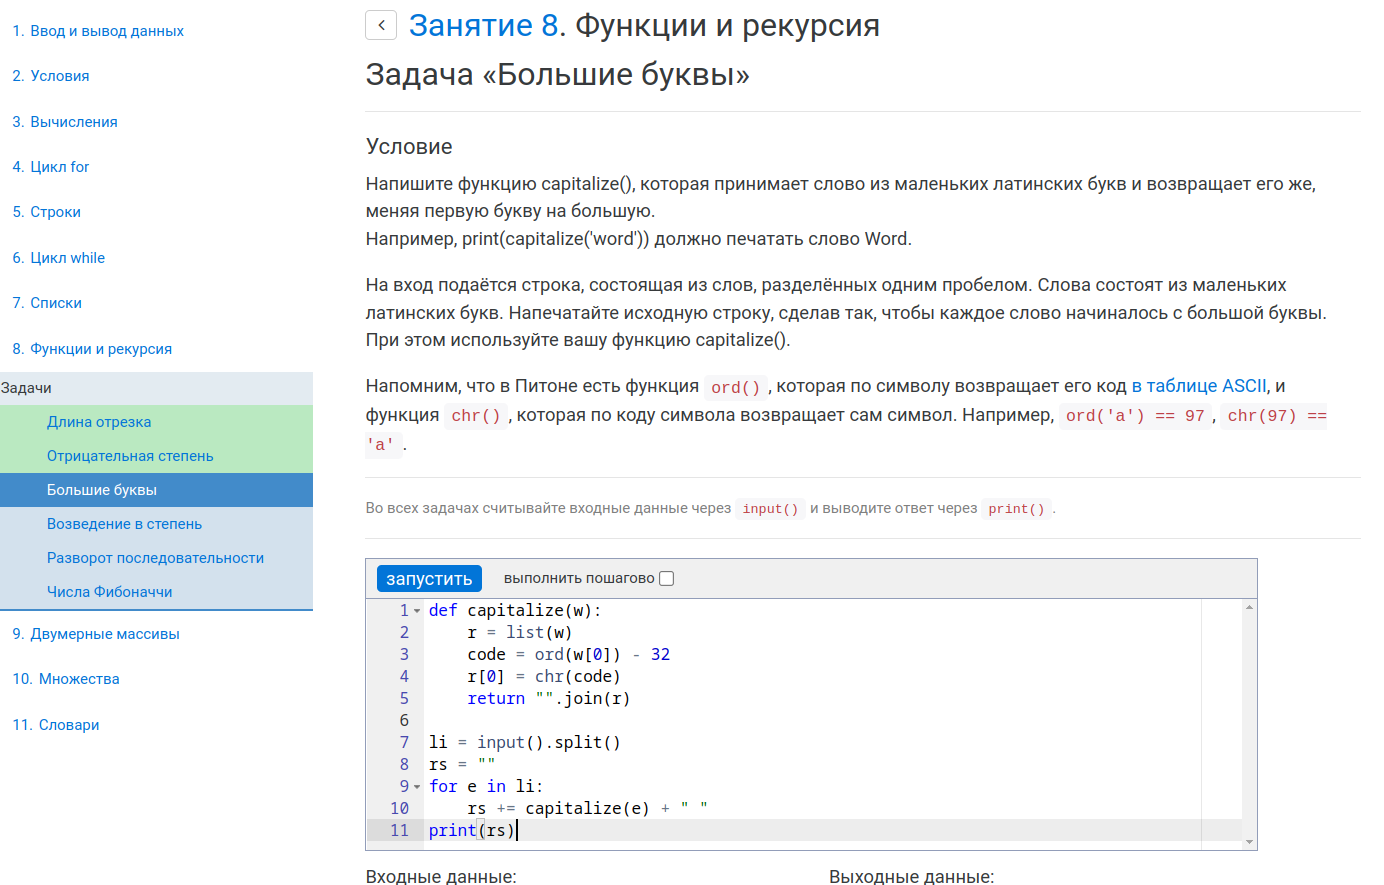 1. Ввод и вывод данных
2. Условия
3. Вычисления
4. Цикл for
5. Строки
6. Цикл while
7. Списки
8. Функции и рекурсия
Задачи
Длина отрезка
Отрицательная степень
Большие буквы
Возведение в степень
Разворот последовательности
Числа Фибоначчи
9. Двумерные массивы
10. Множества
11. Словари
Занятие 8. Функции и рекурсия
Задача «Большие буквы»
Условие
Напишите функцию capitalize(), которая принимает слово из маленьких латинских букв и возвращает его же,
меняя первую букву на большую.
Например, print(capitalize('word')) должно печатать слово Word.
На вход подаётся строка, состоящая из слов, разделённых одним пробелом. Слова состоят из маленьких
латинских букв. Напечатайте исходную строку, сделав так, чтобы каждое слово начиналось с большой буквы.
При этом используйте вашу функцию capitalize().
Напомним, что в Питоне есть функция ord() , которая по символу возвращает его код в таблице ASCII, и
функция chr() , которая по коду символа возвращает сам символ. Например, ord('a') == 97 , chr(97) ==
'a' .
Во всех задачах считывайте входные данные через input() и выводите ответ через print() .
запустить выполнить пошагово
1 def capitalize(w):
2     r = list(w)
3     code = ord(w[0]) - 32
4     r[0] = chr(code)
5     return "".join(r)
6
7 li = input().split()
8 rs = ""
9 for e in li:
10     rs += capitalize(e) + " "
11 print(rs)
Входные данные: Выходные данные: